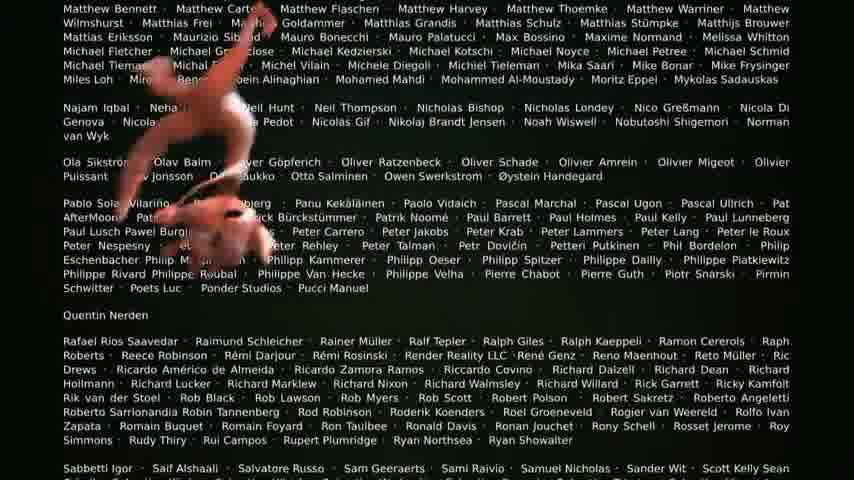 Matthew Bennett · Matthew Carte Matthew Flaschen · Matthew Harvey · Matthew Thoemke · Matthew Warriner · Matthew
Wilmshurst · Matthias Frei · Goldammer · Matthias Grandis · Matthias Schulz · Matthias Stümpke · Matthijs Brouwer
Mattias Eriksson · Maurizio Mauro Bonecchi · Mauro Palatucci · Max Bossino · Maxime Normand · Melissa Whitton
Michael Fletcher · Michael · Michael Kedzierski · Michael Kotschi · Michael Noyce · Michael Petree · Michael Schmid
Michael Michel Vilain · Michele Diegoli · Michiel Tieleman · Mika Saari · Mike Bonar · Mike Frysinger
Miles Loh · Alinaghian · Mohamed Mahdi · Mohammed Al-Moustady · Moritz Eppel · Mykolas Sadauskas
Najam Iqbal · Neil Hunt · Neil Thompson · Nicholas Bishop · Nicholas Londey · Nico Greßmann · Nicola Di
Genova · Pedot · Nicolas Gif · Nikolaj Brandt Jensen · Noah Wiswell · Nobutoshi Shigemori · Norman
van Wyk
Ola Olav Balm · Göpferich · Oliver Ratzenbeck · Oliver Schade · Olivier Amrein · Olivier Migeot · Olivier
Puissant · Jonsson · Otto Salminen · Owen Swerkstrom · Øystein Handegard
Pablo Vilariño · Panu Kekäläinen · Paolo Vidaich · Pascal Marchal · Pascal Ugon · Pascal Ullrich · Pat
AfterMoon · Bürckstümmer · Patrik Noomé · Paul Barrett · Paul Holmes · Paul Kelly · Paul Lunneberg
Paul Lusch Pawel Peter Carrero · Peter Jakobs · Peter Krab · Peter Lammers · Peter Lang · Peter le Roux
Peter Nespesny · Peter Rehley · Peter Talman · Petr Dovičín · Petteri Putkinen · Phil Bordelon · Philip
Eschenbacher Philip Philipp Kammerer · Philipp Oeser · Philipp Spitzer · Philippe Dailly · Philippe Piatkiewitz
Philippe Rivard Philippe Roubal · Philippe Van Hecke · Philippe Velha · Pierre Chabot · Pierre Guth · Piotr Snarski · Pirmin
Schwitter · Poets Luc · Ponder Studios · Pucci Manuel
Quentin Nerden
Rafael Rios Saavedar · Raimund Schleicher · Rainer Müller · Ralf Tepler · Ralph Giles · Ralph Kaeppeli · Ramon Cererols · Raph
Roberts · Reece Robinson · Rémi Darjour · Rémi Rosinski · Render Reality LLC · René Genz · Reno Maenhout · Reto Müller · Ric
Drews · Ricardo Américo de Almeida · Ricardo Zamora Ramos · Riccardo Covino · Richard Dalzell · Richard Dean · Richard
Hollmann · Richard Lucker · Richard Marklew · Richard Nixon · Richard Walmsley · Richard Willard · Rick Garrett · Ricky Kamfolt
Rik van der Stoel · Rob Black · Rob Lawson · Rob Myers · Rob Scott · Robert Polson · Robert Sakretz · Roberto Angeletti
Roberto Sarrionandia Robin Tannenberg · Rod Robinson · Roderik Koenders · Roel Groeneveld · Rogier van Weereld · Rolfo Ivan
Zapata · Romain Buquet · Romain Foyard · Ron Taulbee · Ronald Davis · Ronan Jouchet · Rony Schell · Rosset Jerome · Roy
Simmons · Rudy Thiry · Rui Campos · Rupert Plumridge · Ryan Northsea · Ryan Showalter
Sabbetti Igor · Saif Alshaali · Salvatore Russo · Sam Geeraerts · Sami Raivio · Samuel Nicholas · Sander Wit · Scott Kelly Sean